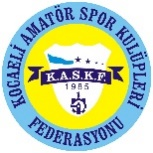 KOCAELİ AMATÖR SPOR KULÜPLERİ
K.A.S.K.F.
1985
FEDERASYONU